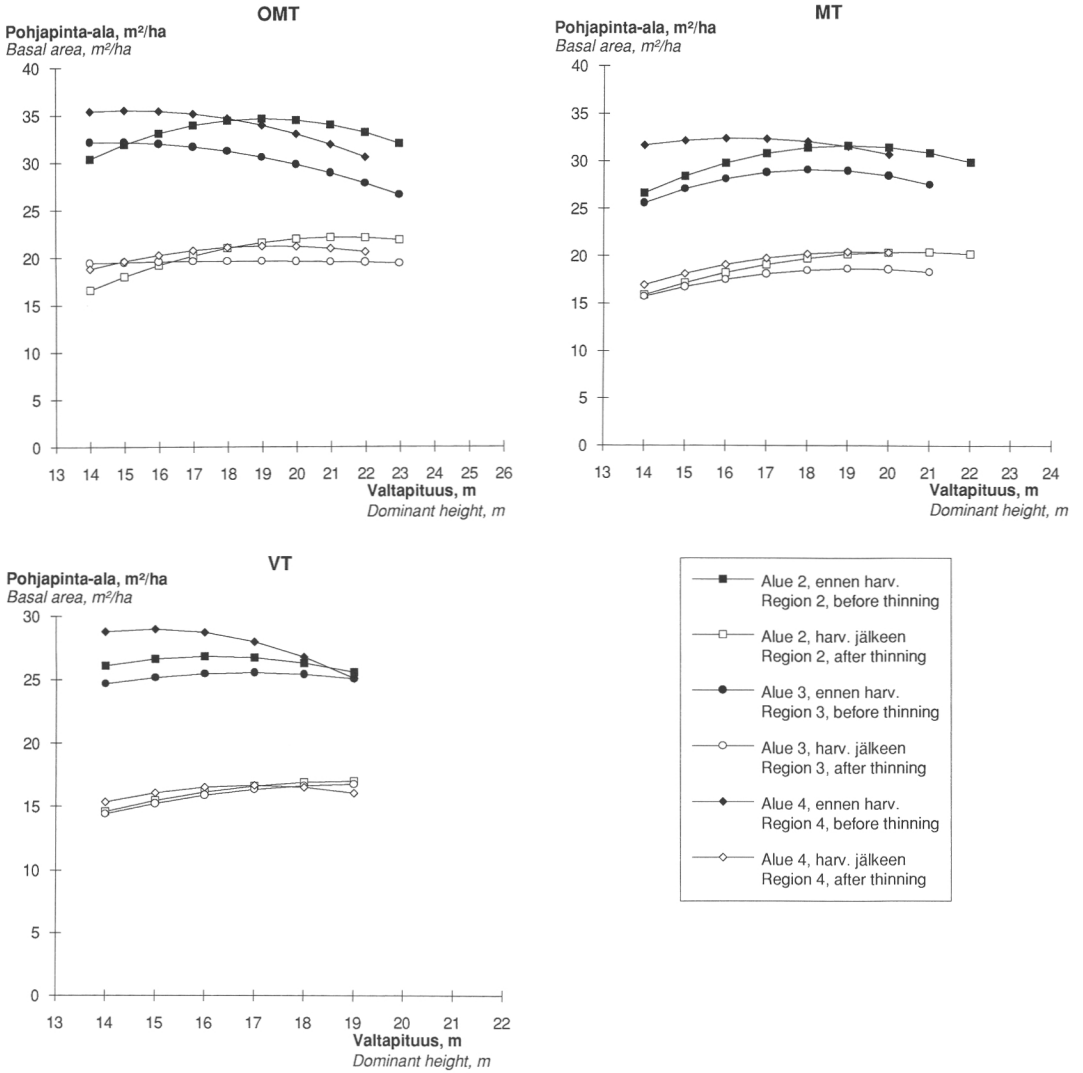 OMT
Pohjapinta-ala, m²/ha
Basal area, m²/ha
40
35
30
25
20
15
10
5
0
13 14 15 16 17 18 19 20 21 22 23 24 25 26
Valtapituus, m
Dominant height, m
MT
Pohjapinta-ala, m²/ha
Basal area, m²/ha
40
35
30
25
20
15
10
5
0
13 14 15 16 17 18 19 20 21 22 23 24
Valtapituus, m
Dominant height, m
VT
Pohjapinta-ala, m²/ha
Basal area, m²/ha
30
25
20
15
10
5
0
13 14 15 16 17 18 19 20 21 22
Valtapituus, m
Dominant height, m
Alue 2, ennen harv.
Region 2, before thinning
Alue 2, harv. jälkeen
Region 2, after thinning
Alue 3, ennen harv.
Region 3, before thinning
Alue 3, harv. jälkeen
Region 3, after thinning
Alue 4, ennen harv.
Region 4, before thinning
Alue 4, harv. jälkeen
Region 4, after thinning